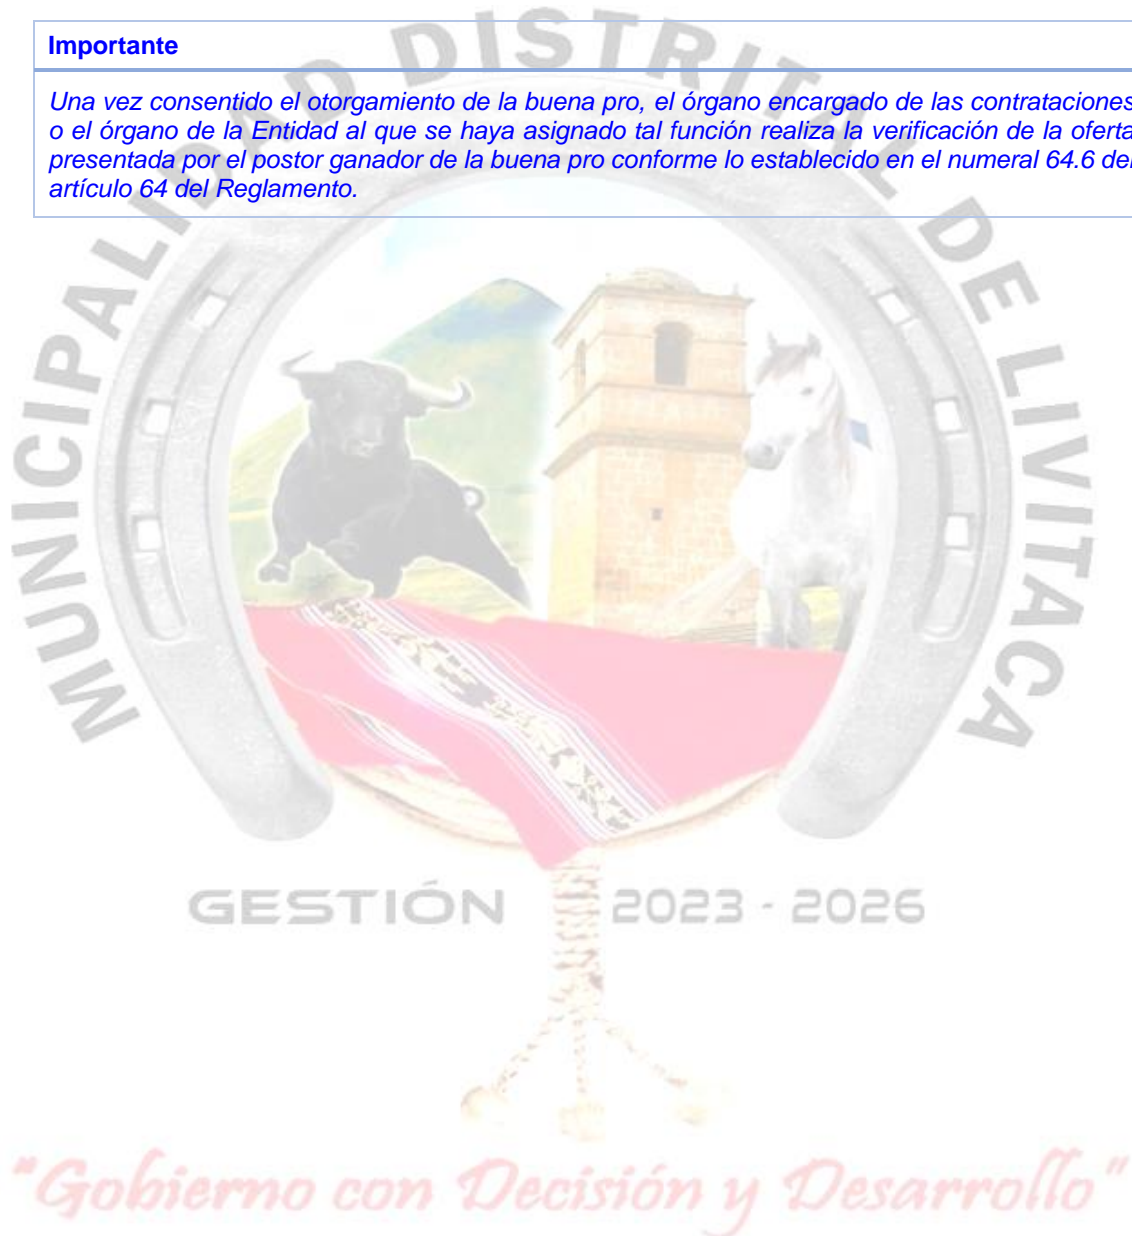 Importante
Una vez consentido el otorgamiento de la buena pro, el órgano encargado de las contrataciones
o el órgano de la Entidad al que se haya asignado tal función realiza la verificación de la oferta
presentada por el postor ganador de la buena pro conforme lo establecido en el numeral 64.6 del
artículo 64 del Reglamento.
MUNICIPALIDAD DISTRITAL DE LIVITACA
GESTIÓN 2023 - 2026
"Gobierno con Decisión y Desarrollo"